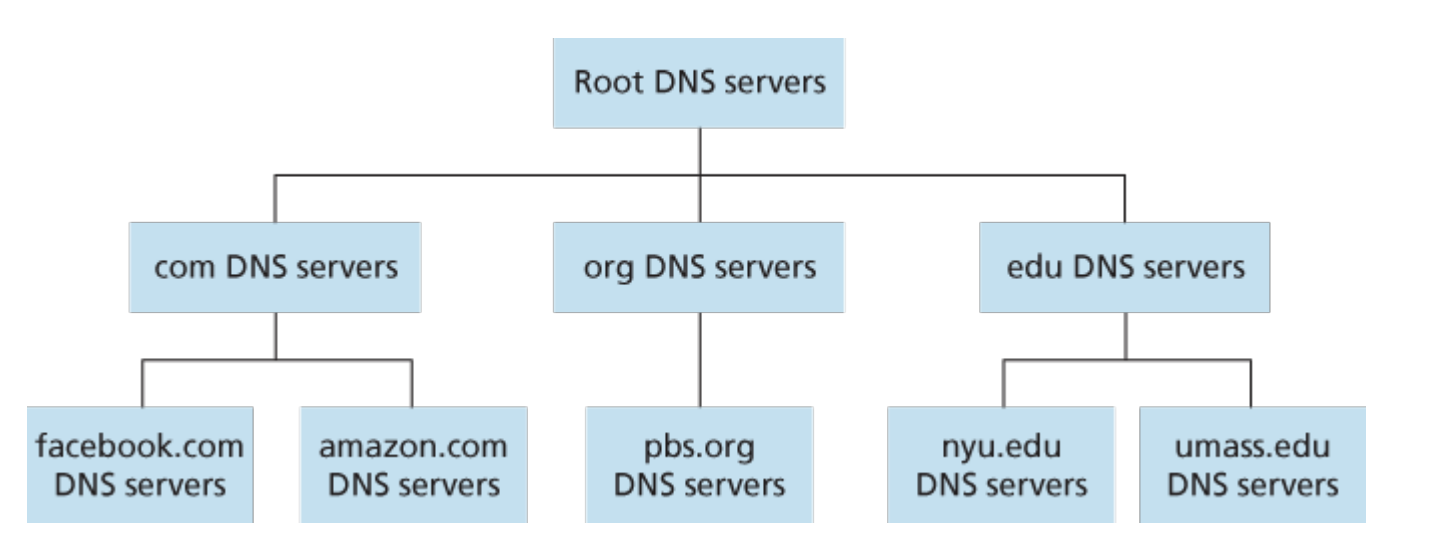 Root DNS servers
com DNS servers
org DNS servers
edu DNS servers
facebook.com
DNS servers
amazon.com
DNS servers
pbs.org
DNS servers
nyu.edu
DNS servers
umass.edu
DNS servers